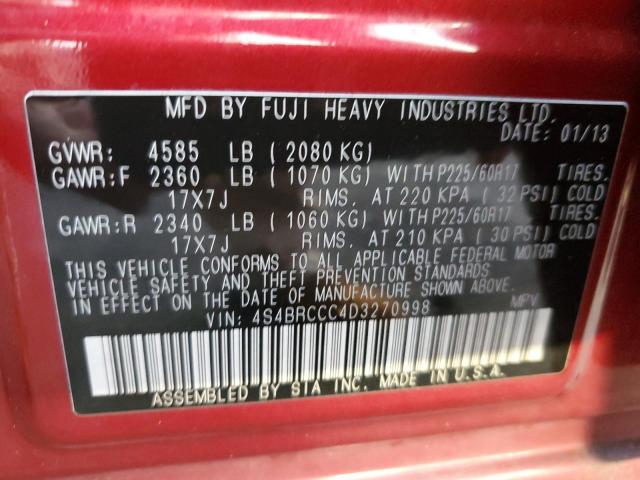 MFD BY FUJI HEAVY INDUSTRIES LTD.
DATE: 01/13
GVWR: 4585 LB ( 2080 KG)
GAWR:F 2360 LB ( 1070 KG) WITH P225/60R17 TIRES.
17X7J RIMS. AT 220 KPA ( 32 PSI) COLD
GAWR:R 2340 LB ( 1060 KG) WITH P225/60R17 TIRES.
17X7J RIMS. AT 210 KPA ( 30 PSI) COLD
THIS VEHICLE CONFORMS TO ALL APPLICABLE FEDERAL MOTOR
VEHICLE SAFETY AND THEFT PREVENTION STANDARDS
IN EFFECT ON THE DATE OF MANUFACTURE SHOWN ABOVE.
VIN: 4S4BRCCC4D3270998 MPV
ASSEMBLED BY SIA INC. MADE IN U.S.A.